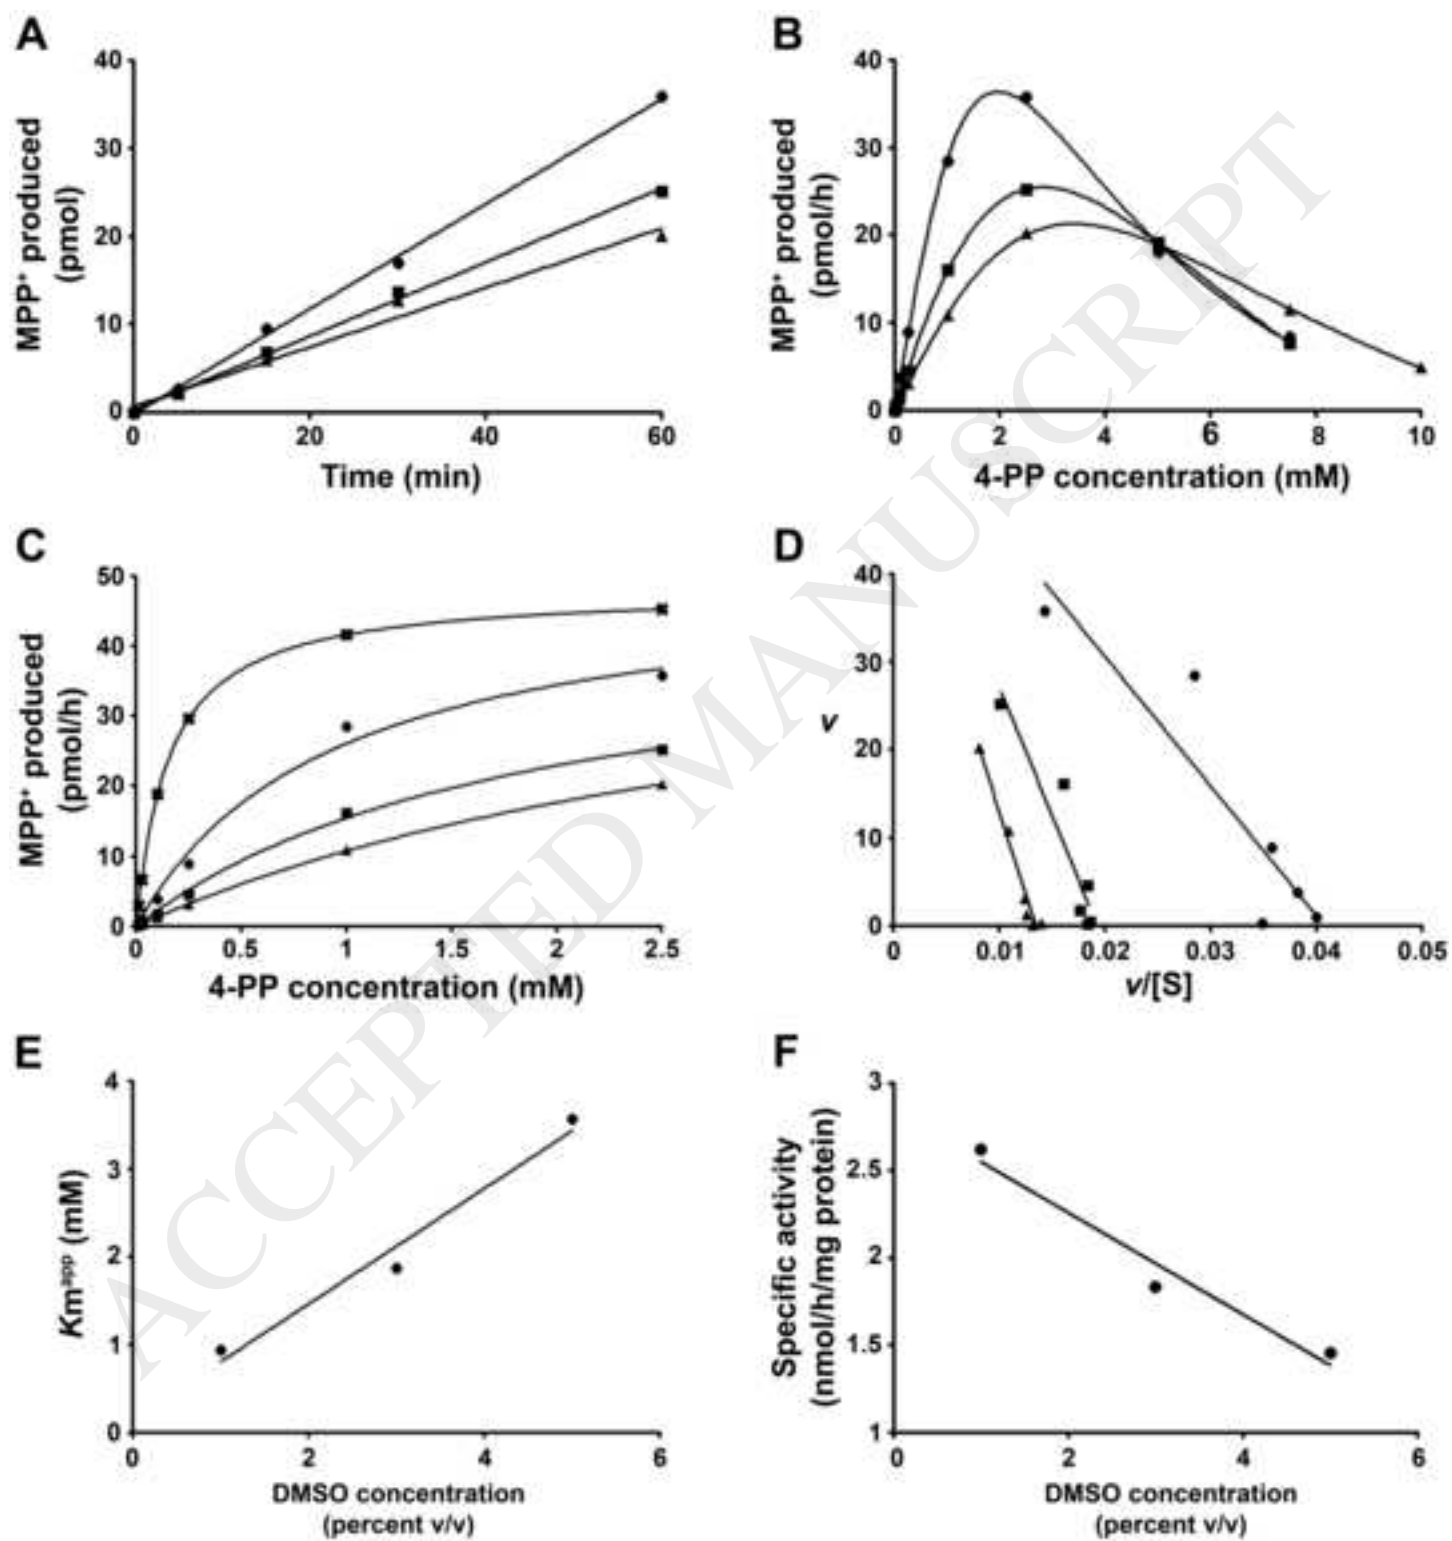 A
40
30
20
10
0
0
20
40
60
MPP⁺ produced
(pmol)
Time (min)
B
40
30
20
10
0
0
2
4
6
8
10
MPP⁺ produced
(pmol/h)
4-PP concentration (mM)
C
50
40
30
20
10
0
0
0.5
1
1.5
2
2.5
MPP⁺ produced
(pmol/h)
4-PP concentration (mM)
D
40
30
20
10
0
0
0.01
0.02
0.03
0.04
0.05
v
v/[S]
E
4
3
2
1
0
0
2
4
6
Kmᵃᵖᵖ (mM)
DMSO concentration
(percent v/v)
F
3
2.5
2
1.5
1
0
2
4
6
Specific activity
(nmol/h/mg protein)
DMSO concentration
(percent v/v)
ACCEPTED MANUSCRIPT